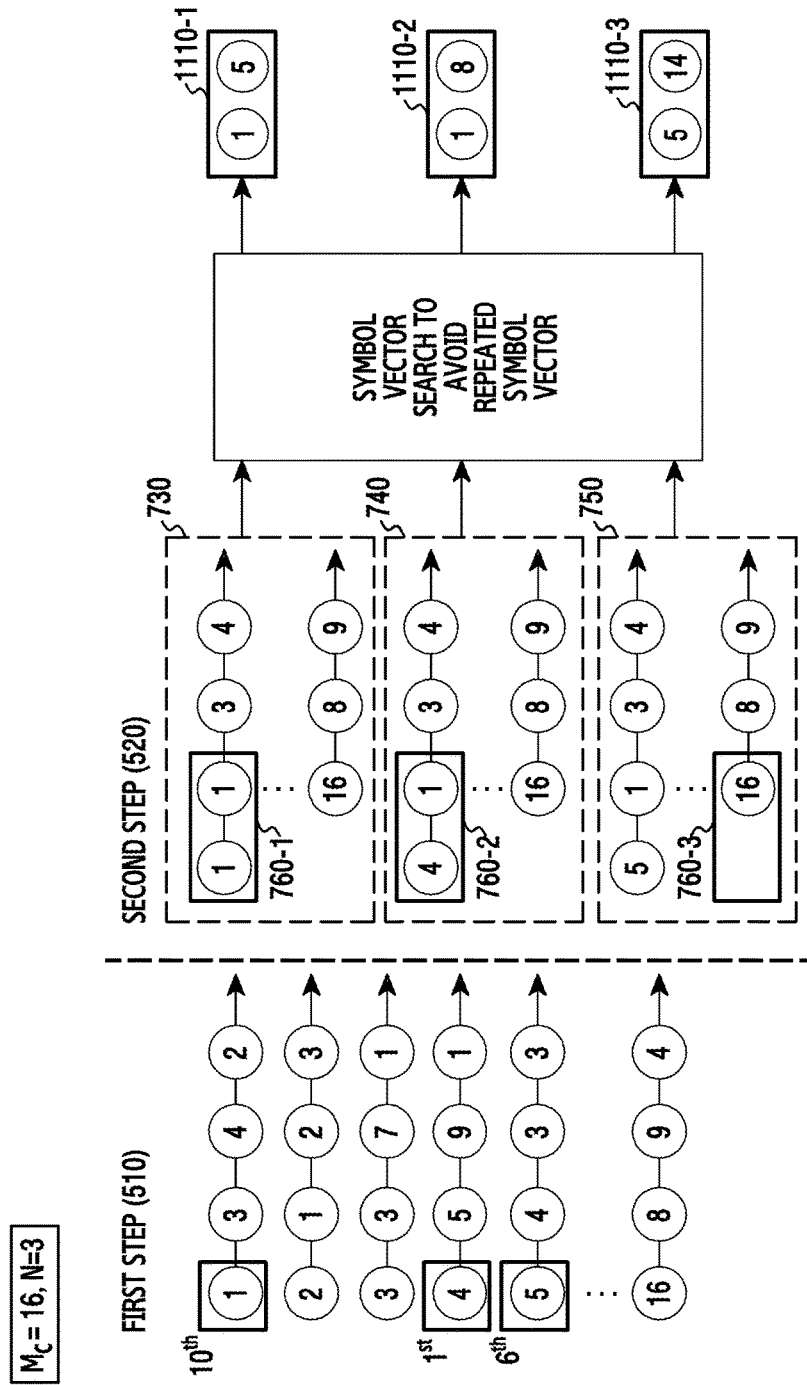 M_C = 16, N=3
FIRST STEP (510)
10th
1 3 4 2
2 1 2 3
3 3 7 1
1st
4 5 9 1
6th
5 4 3 3
...
16 8 9 4
SECOND STEP (520)
730
1 1 3 4
760-1
...
16 8 9
740
4 1 3 4
760-2
...
16 8 9
750
5 1 3 4
760-3
...
16 8 9
SYMBOL
VECTOR
SEARCH TO
AVOID
REPEATED
SYMBOL
VECTOR
1110-1
1 5
1110-2
1 8
1110-3
5 14